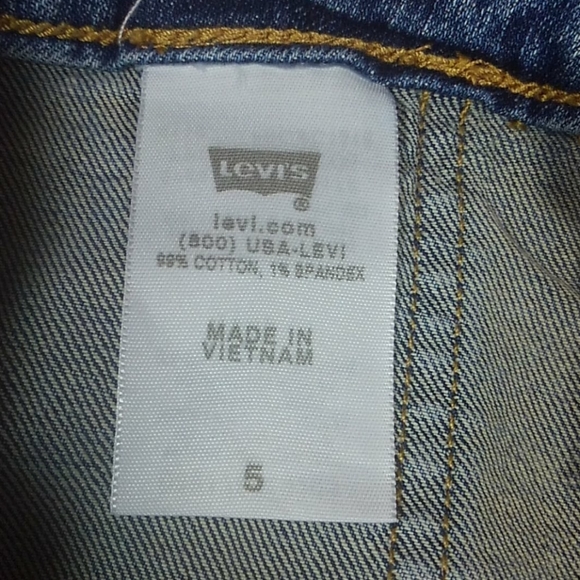 LEVI'S
®
levi.com
(800) USA-LEVI
99% COTTON, 1% SPANDEX
MADE IN
VIETNAM
5